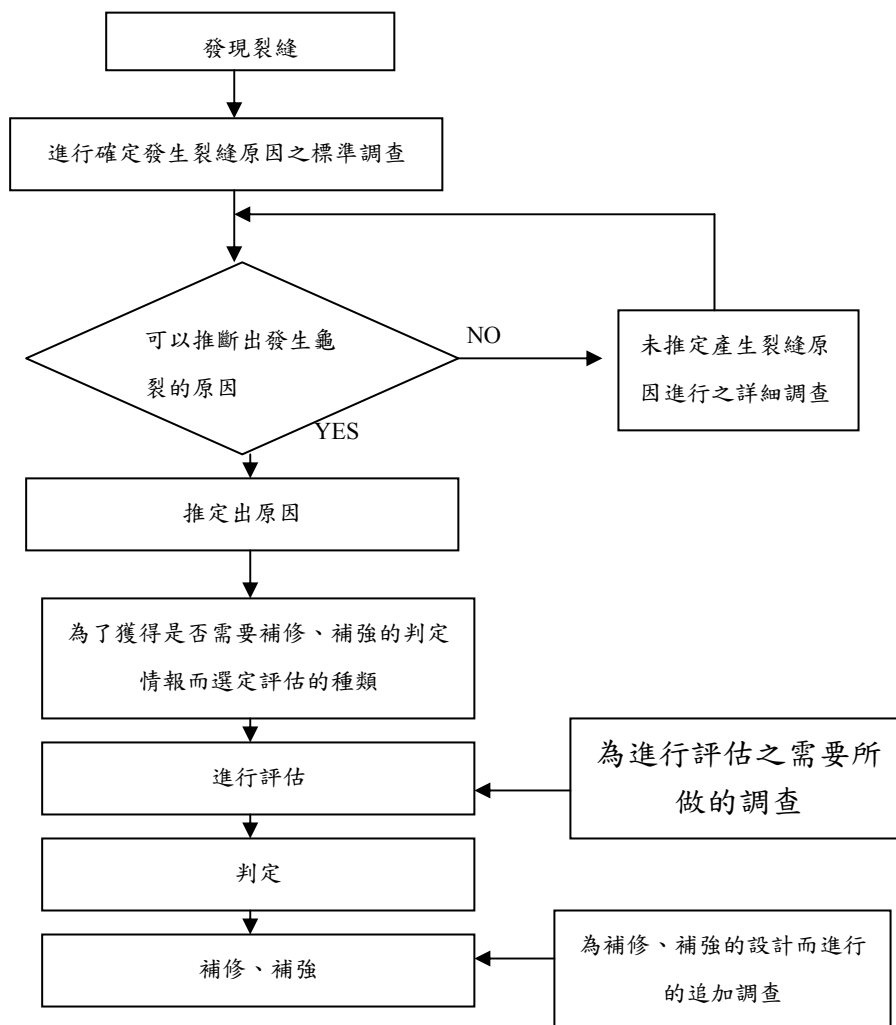 發現裂縫
進行確定發生裂縫原因之標準調查
可以推斷出發生龜
裂的原因
NO
未推定產生裂縫原
因進行之詳細調查
YES
推定出原因
為了獲得是否需要補修、補強的判定
情報而選定評估的種類
進行評估
為進行評估之需要所
做的調查
判定
補修、補強
為補修、補強的設計而進行
的追加調查